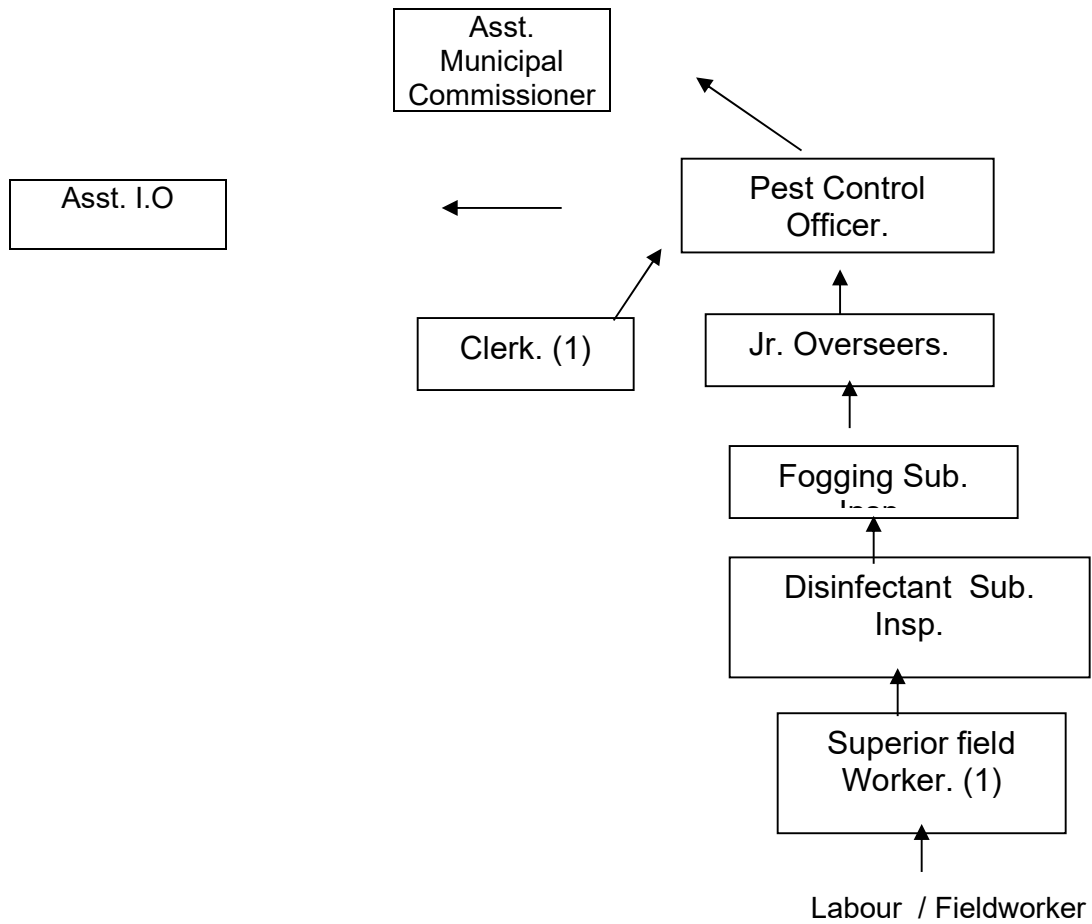 Asst.
Municipal
Commissioner
Pest Control
Officer.
Asst. I.O
Clerk. (1)
Jr. Overseers.
Fogging Sub.
Disinfectant Sub.
Insp.
Superior field
Worker. (1)
Labour / Fieldworker